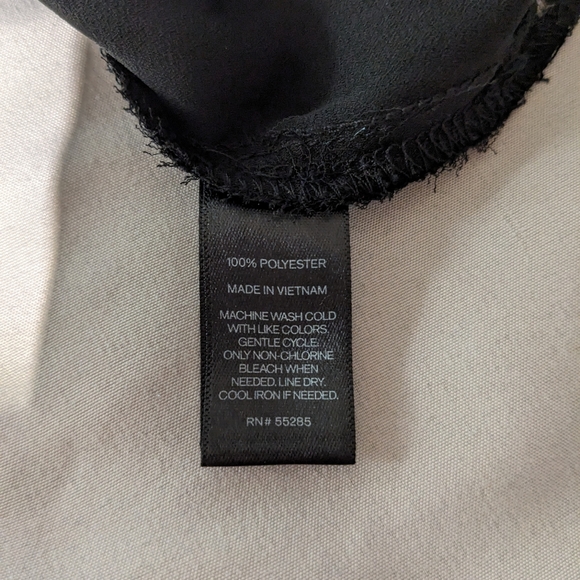 100% POLYESTER
MADE IN VIETNAM
MACHINE WASH COLD
WITH LIKE COLORS.
GENTLE CYCLE.
ONLY NON-CHLORINE
BLEACH WHEN
NEEDED. LINE DRY.
COOL IRON IF NEEDED.
RN# 55285